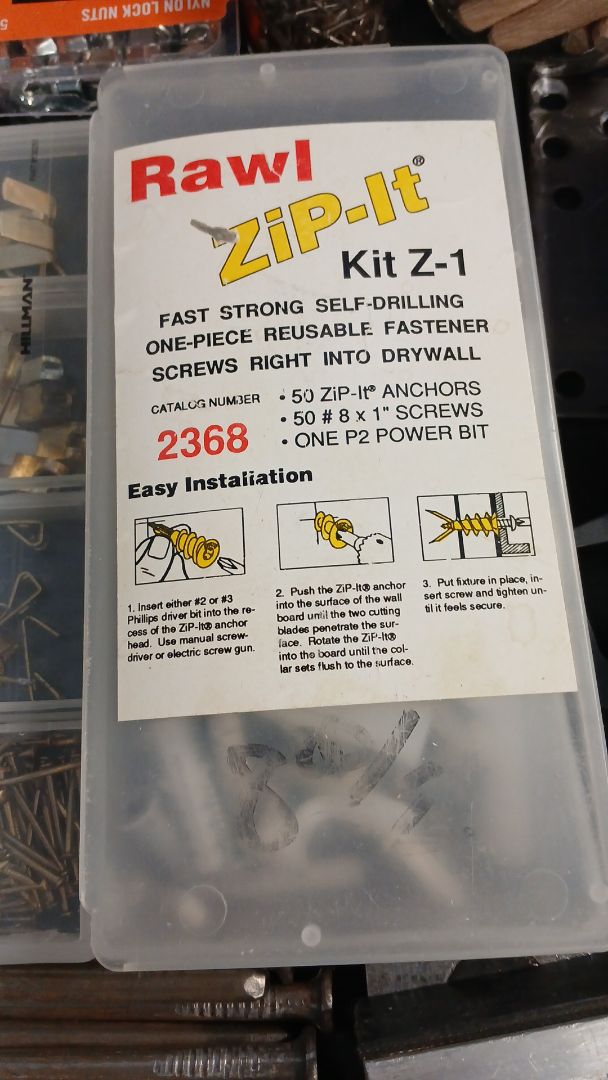 NYLON LOCK NUTS
HILLMAN
Rawl
ZiP-It®
Kit Z-1
FAST STRONG SELF-DRILLING
ONE-PIECE REUSABLE FASTENER
SCREWS RIGHT INTO DRYWALL
CATALOG NUMBER
2368
• 50 ZiP-It® ANCHORS
• 50 # 8 x 1" SCREWS
• ONE P2 POWER BIT
Easy Installation
1. Insert either #2 or #3
Phillips driver bit into the re-
cess of the ZiP-It® anchor
head. Use manual screw-
driver or electric screw gun.
2. Push the ZiP-It® anchor
into the surface of the wall
board until the two cutting
blades penetrate the sur-
face. Rotate the ZiP-It®
into the board until the col-
lar sets flush to the surface.
3. Put fixture in place, in-
sert screw and tighten un-
til it feels secure.